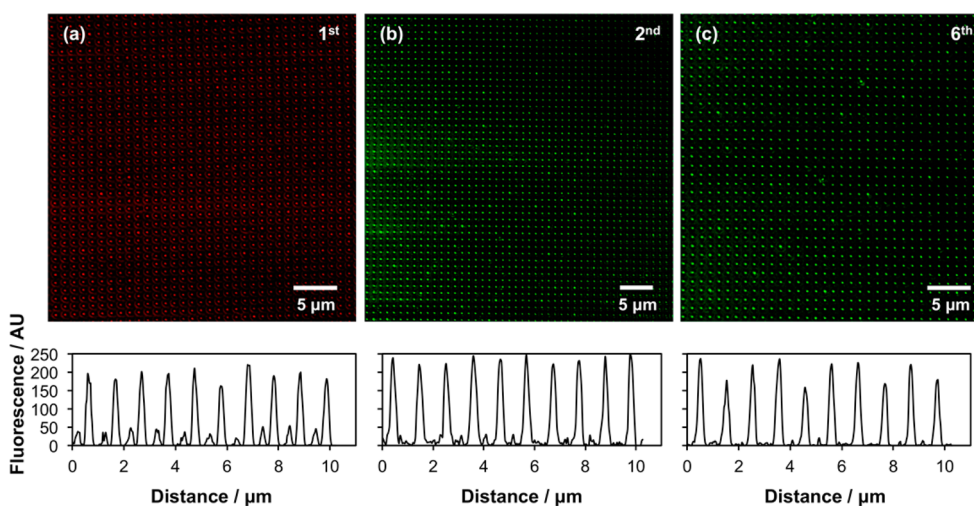 (a) 1st
5 µm
(b) 2nd
5 µm
(c) 6th
5 µm
Fluorescence / AU
250
200
150
100
50
0
0 2 4 6 8 10
Distance / µm
0 2 4 6 8 10
Distance / µm
0 2 4 6 8 10
Distance / µm